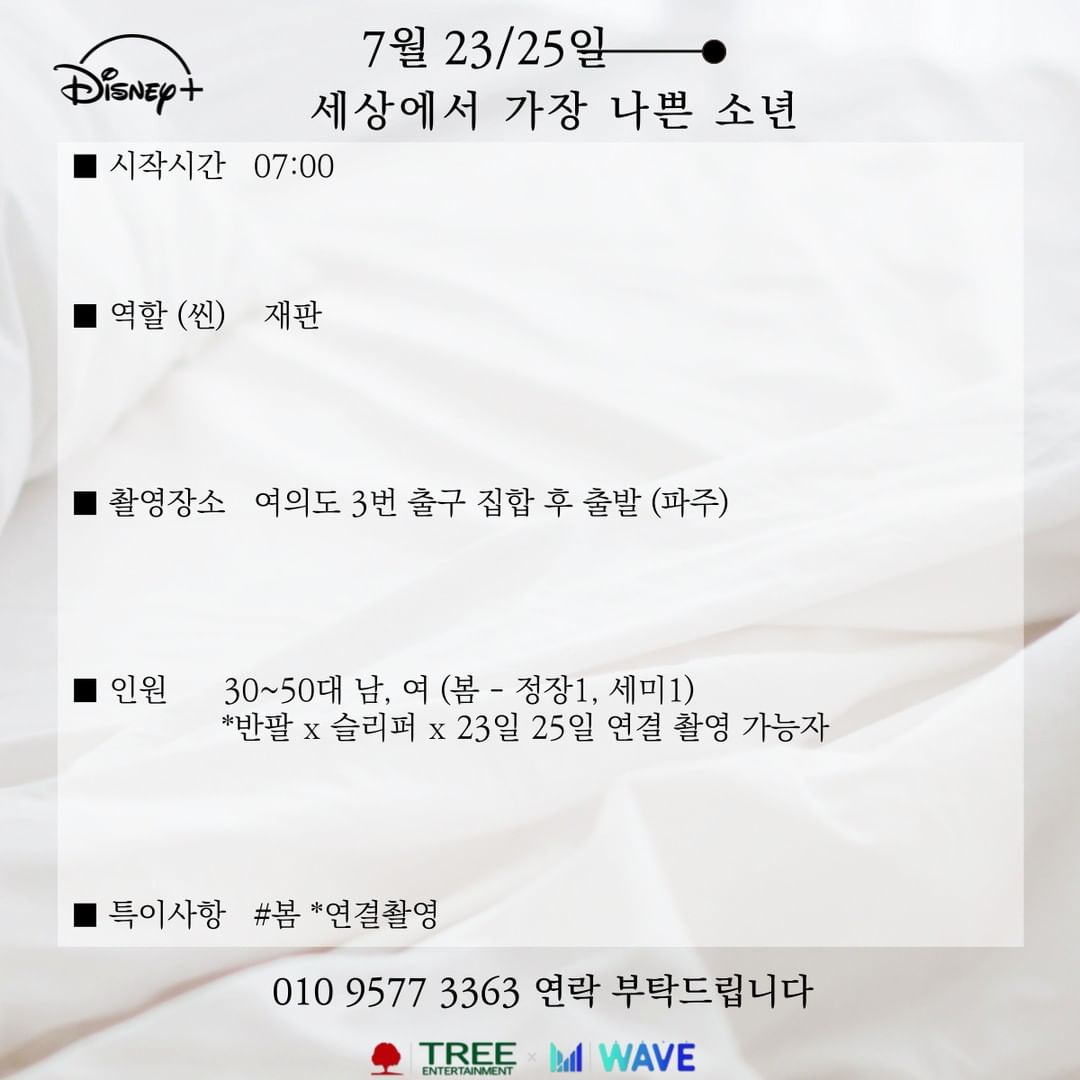 7월 23/25일
Disney+
세상에서 가장 나쁜 소년
■ 시작시간 07:00
■ 역할 (씬) 재판
■ 촬영장소 여의도 3번 출구 집합 후 출발 (파주)
■ 인원 30~50대 남, 여 (봄 - 정장1, 세미1)
*반팔 x 슬리퍼 x 23일 25일 연결 촬영 가능자
■ 특이사항 #봄 *연결촬영
010 9577 3363 연락 부탁드립니다
TREE ENTERTAINMENT × WAVE